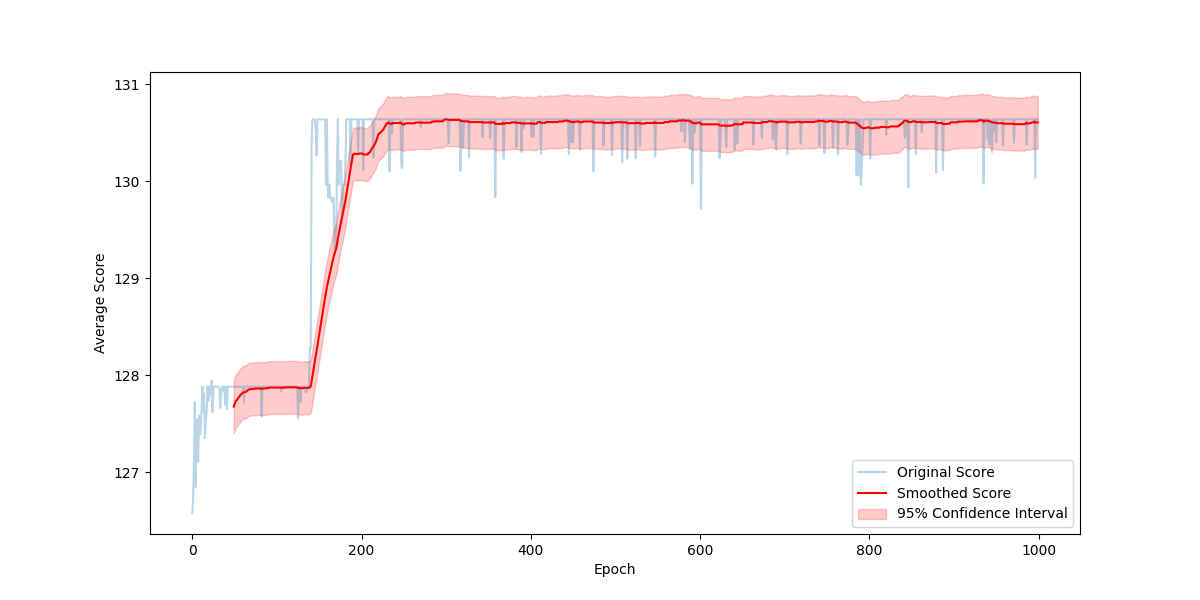 131
130
129
128
127
Average Score
0
200
400
600
800
1000
Epoch
Original Score
Smoothed Score
95% Confidence Interval